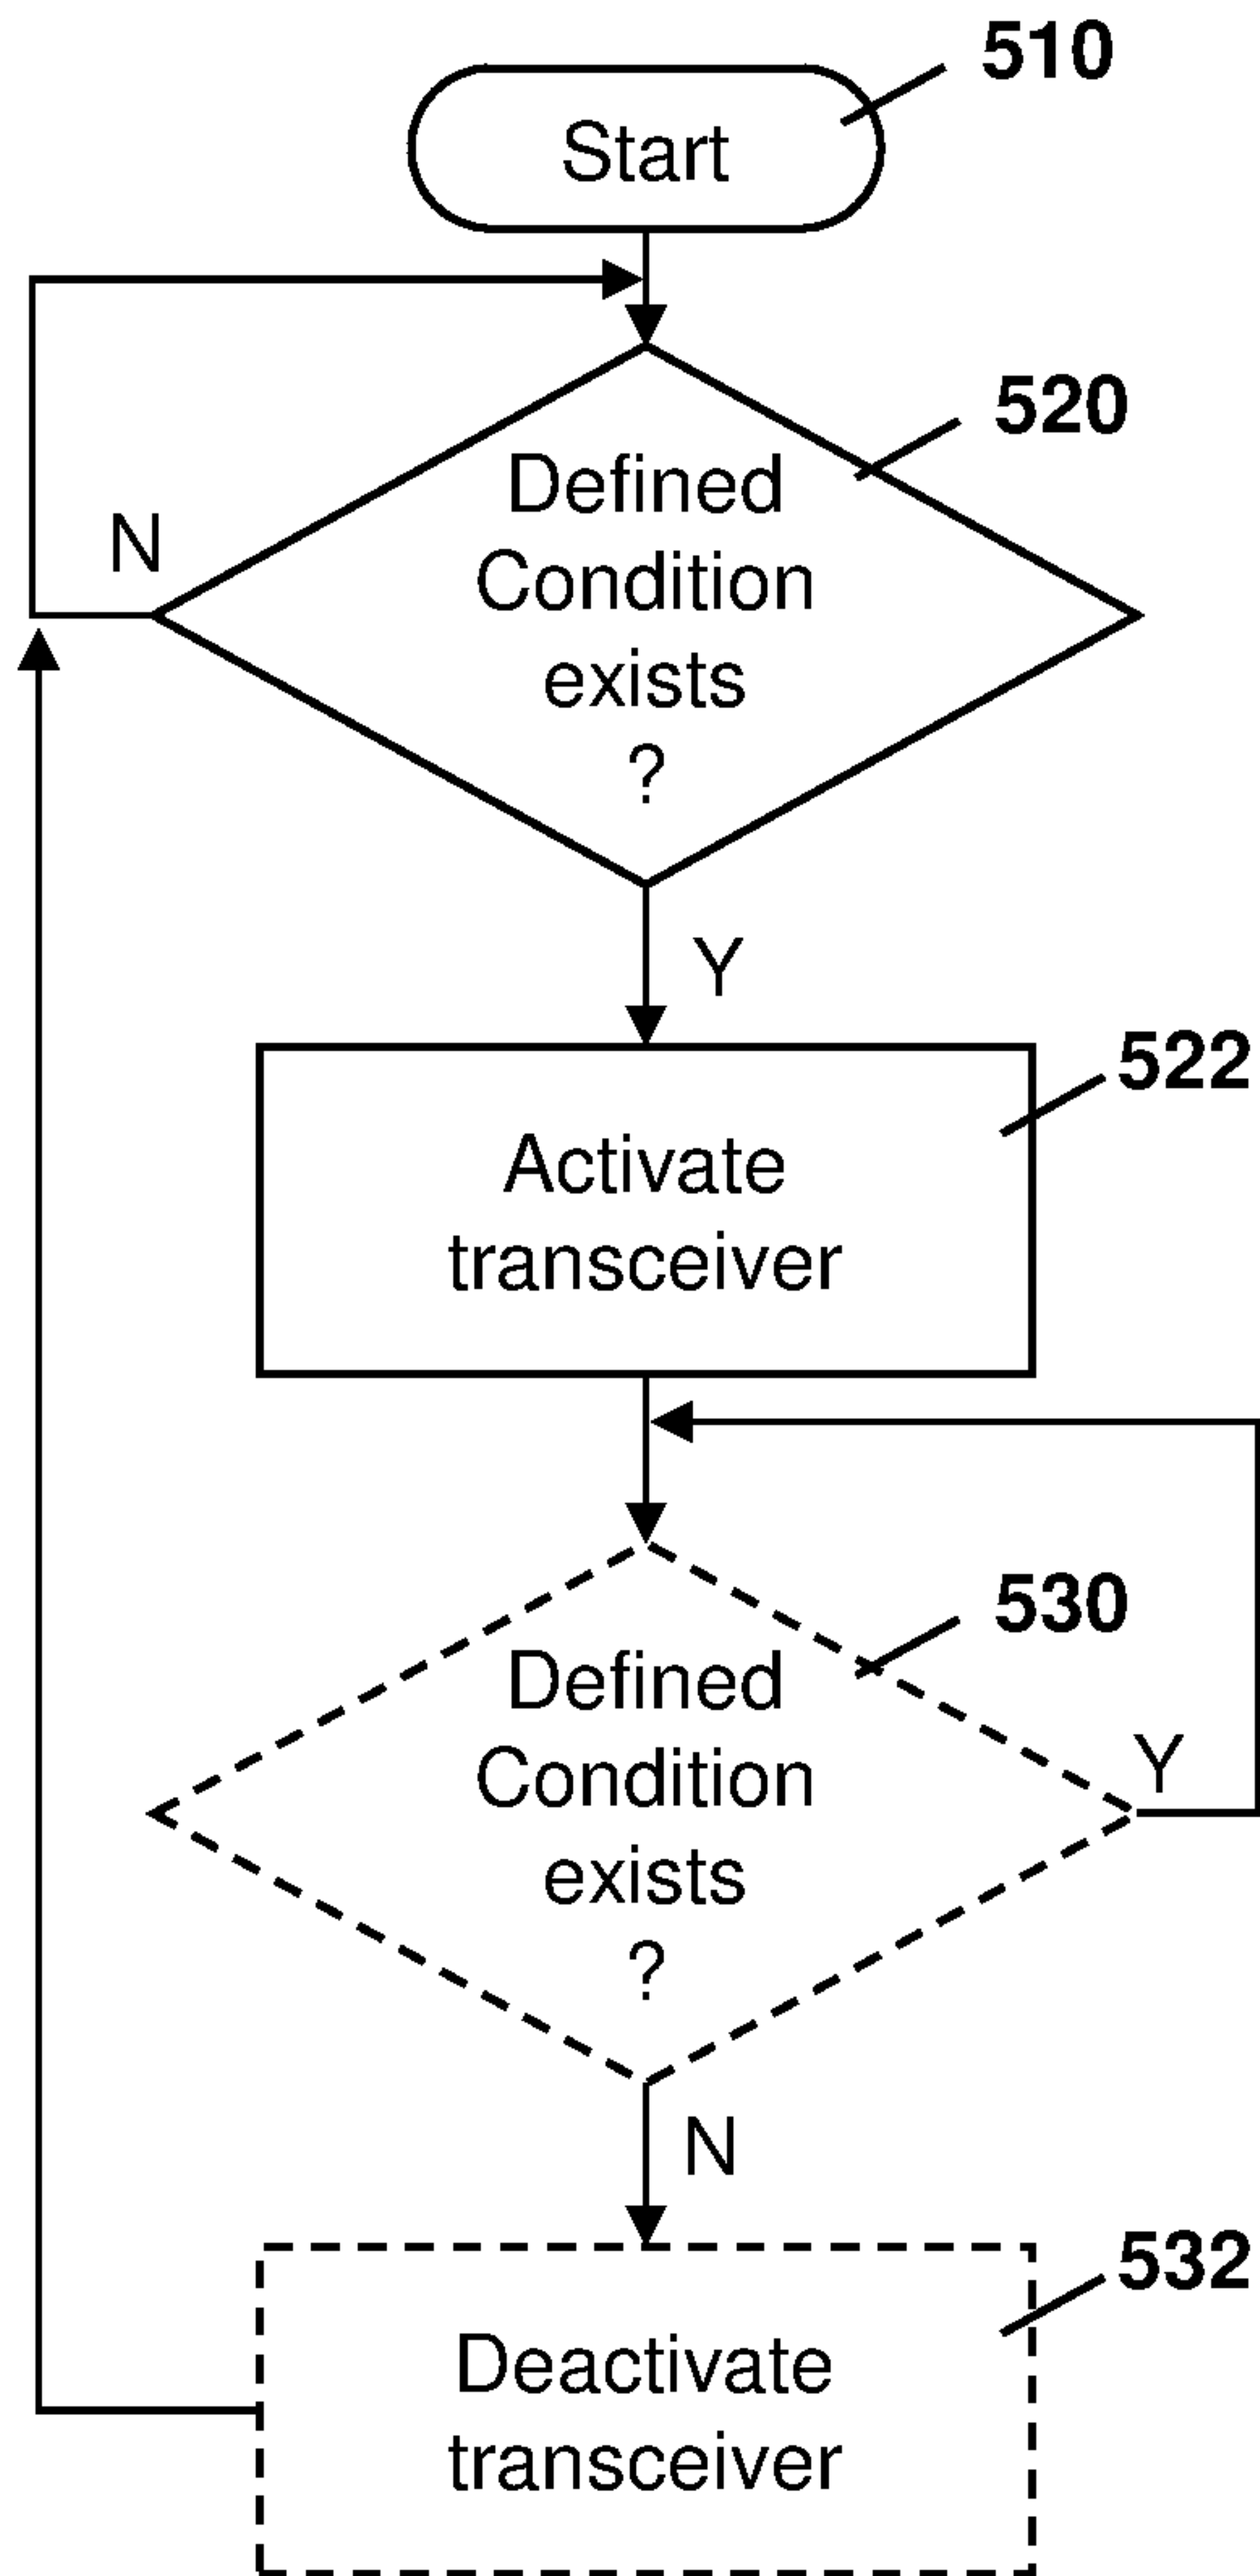 510
Start
520
Defined
Condition
exists
?
N
Y
522
Activate
transceiver
530
Defined
Condition
exists
?
Y
N
532
Deactivate
transceiver